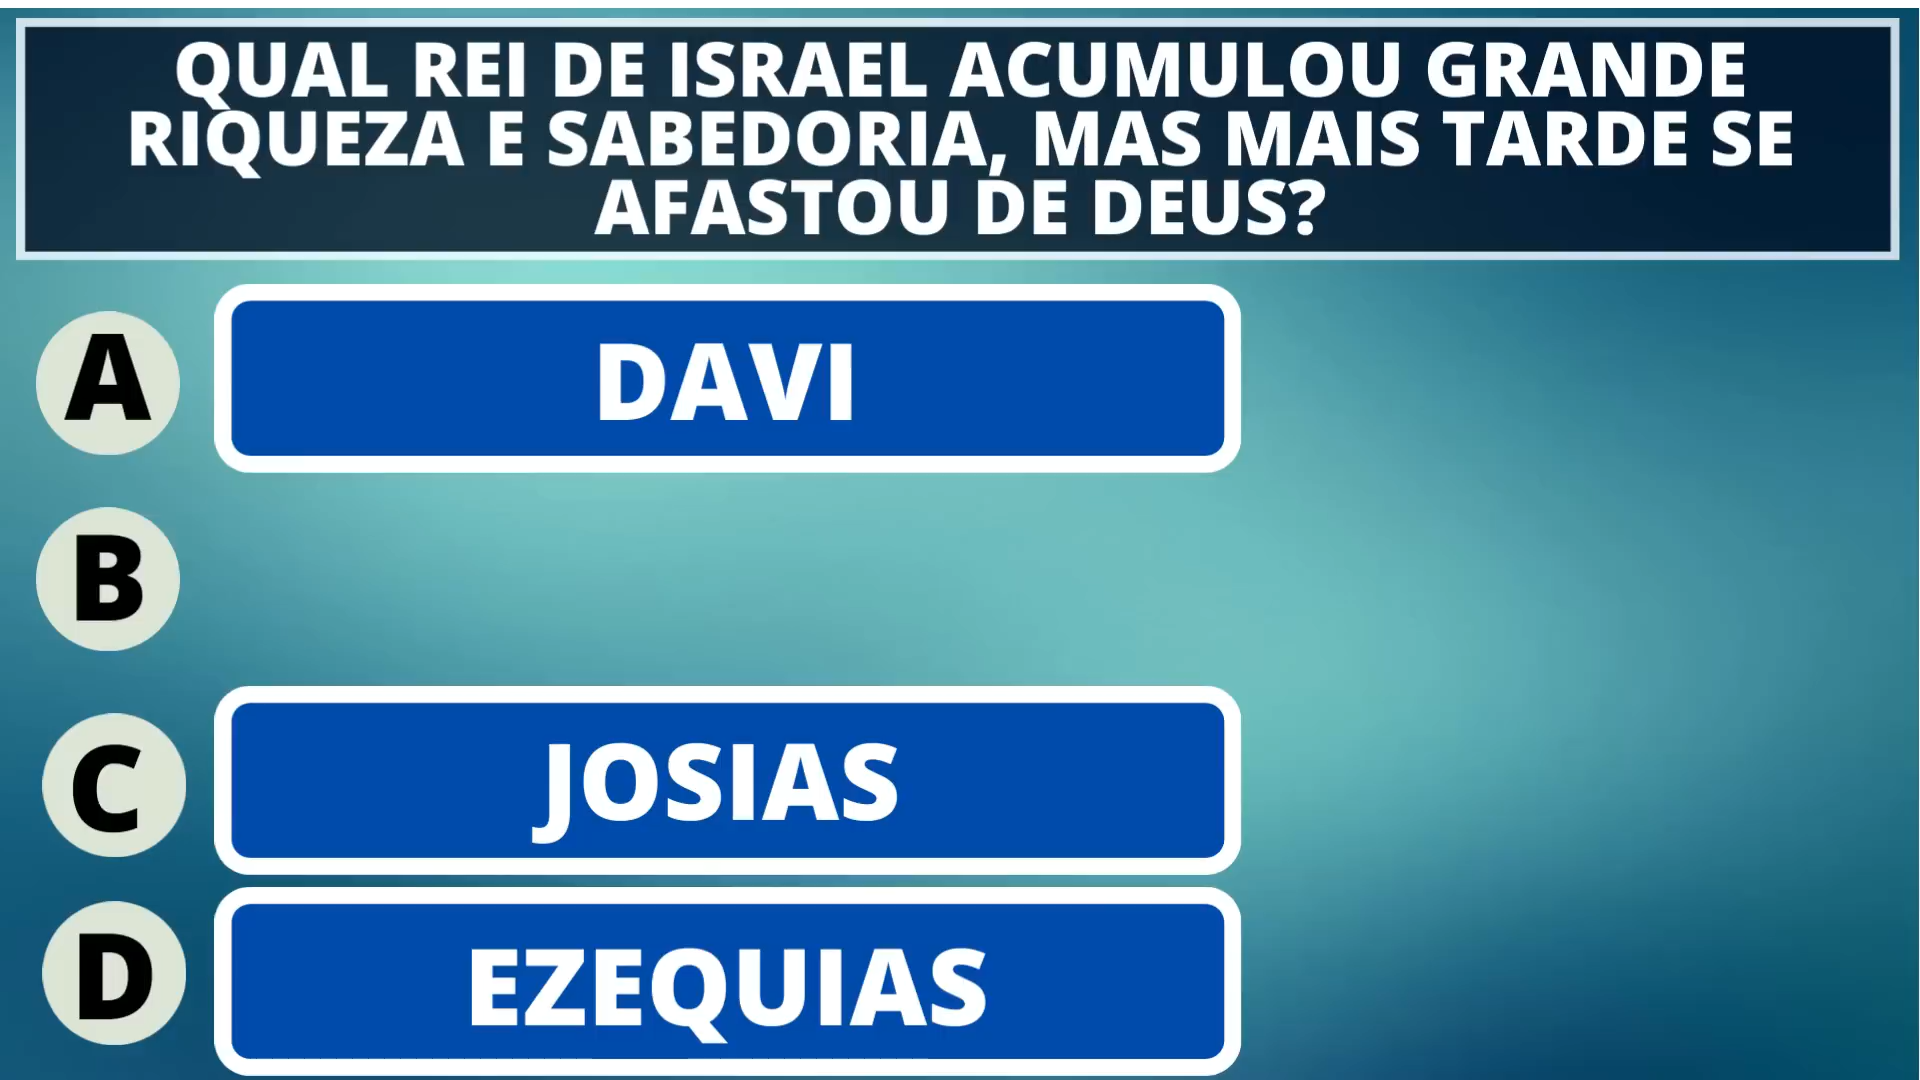 QUAL REI DE ISRAEL ACUMULOU GRANDE
RIQUEZA E SABEDORIA, MAS MAIS TARDE SE
AFASTOU DE DEUS?
A
DAVI
B
C
JOSIAS
D
EZEQUIAS